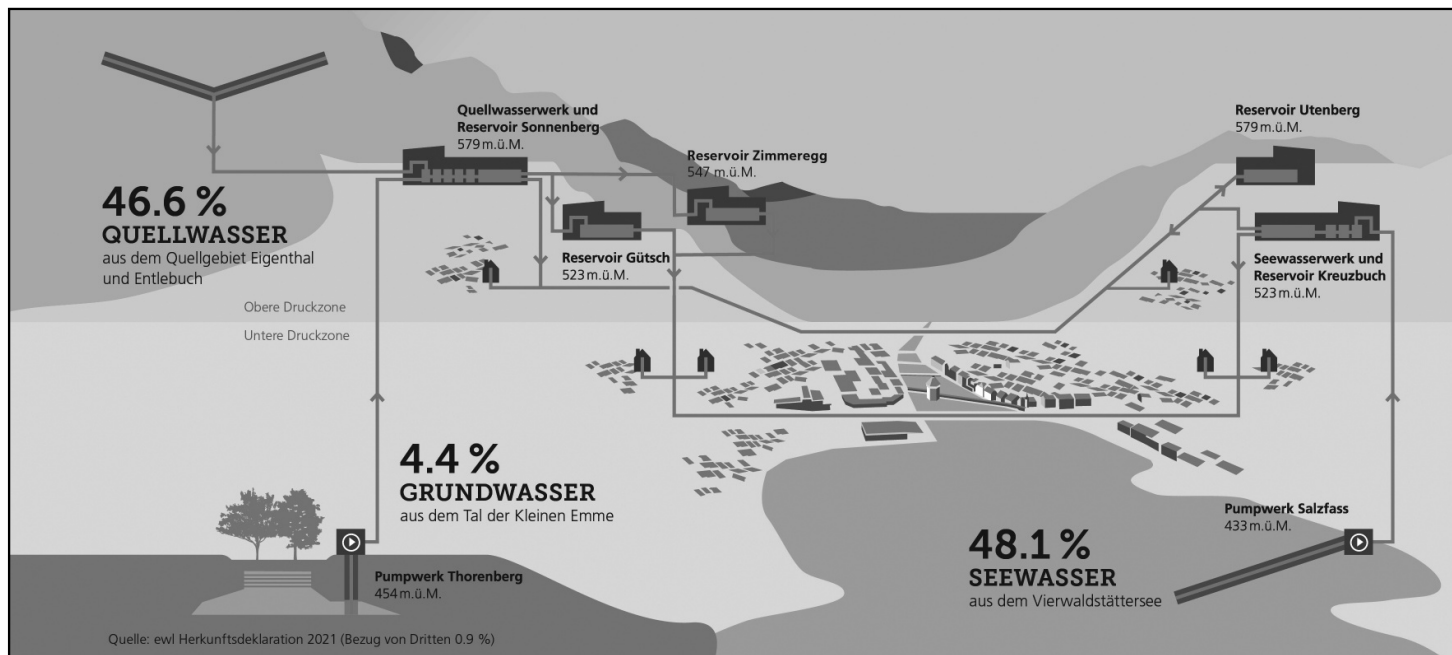 Quellwasserwerk und
Reservoir Sonnenberg
579 m.ü.M.
Reservoir Utenberg
579 m.ü.M.
Reservoir Zimmeregg
547 m.ü.M.
46.6 %
QUELLWASSER
aus dem Quellgebiet Eigenthal
und Entlebuch
Reservoir Gütsch
523 m.ü.M.
Seewasserwerk und
Reservoir Kreuzbuch
523 m.ü.M.
Obere Druckzone
Untere Druckzone
4.4 %
GRUNDWASSER
aus dem Tal der Kleinen Emme
Pumpwerk Salzfass
433 m.ü.M.
48.1 %
SEEWASSER
aus dem Vierwaldstättersee
Pumpwerk Thorenberg
454 m.ü.M.
Quelle: ewl Herkunftsdeklaration 2021 (Bezug von Dritten 0.9 %)